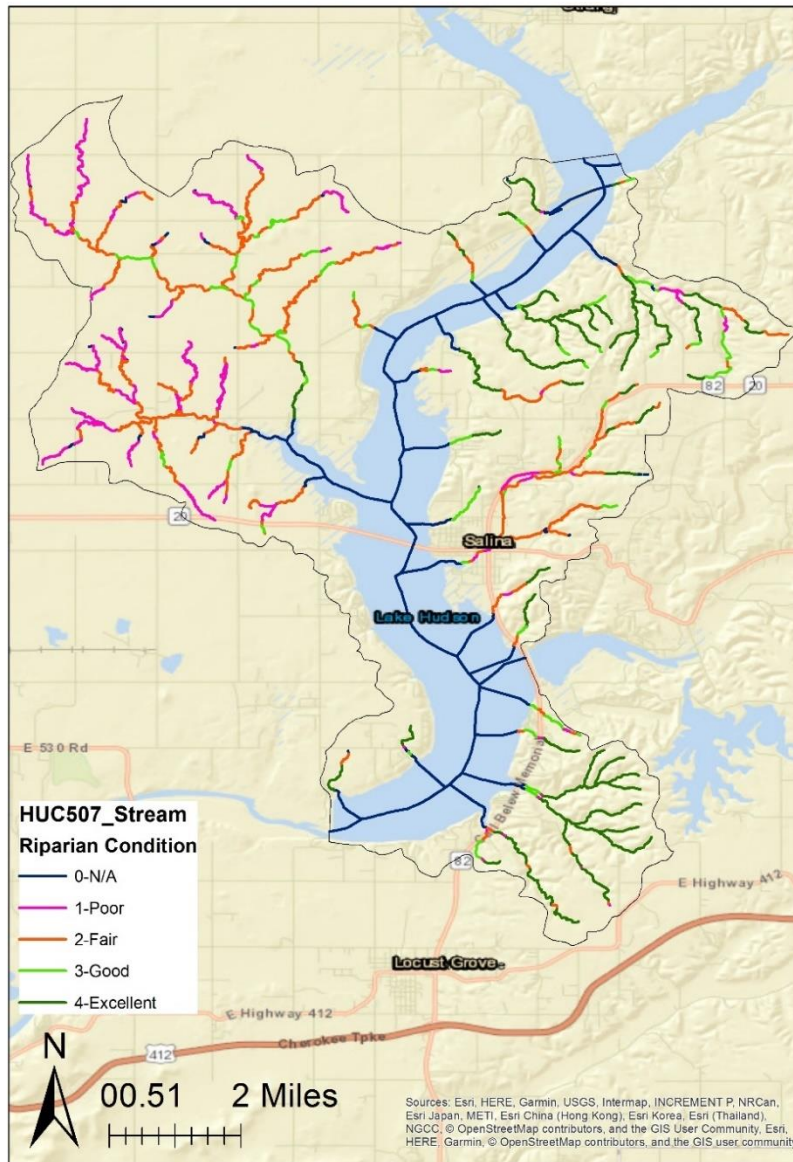 82
20
20
Salina
Lake Hudson
E 530 Rd
HUC507_Stream
Riparian Condition
0-N/A
1-Poor
2-Fair
3-Good
4-Excellent
Below Memorial
82
E Highway 412
Locust Grove
E Highway 412
Cherokee Tpke
412
N
00.51 2 Miles
Sources: Esri, HERE, Garmin, USGS, Intermap, INCREMENT P, NRCan,
Esri Japan, METI, Esri China (Hong Kong), Esri Korea, Esri (Thailand),
NGCC, © OpenStreetMap contributors, and the GIS User Community, Esri,
HERE, Garmin, © OpenStreetMap contributors, and the GIS user community